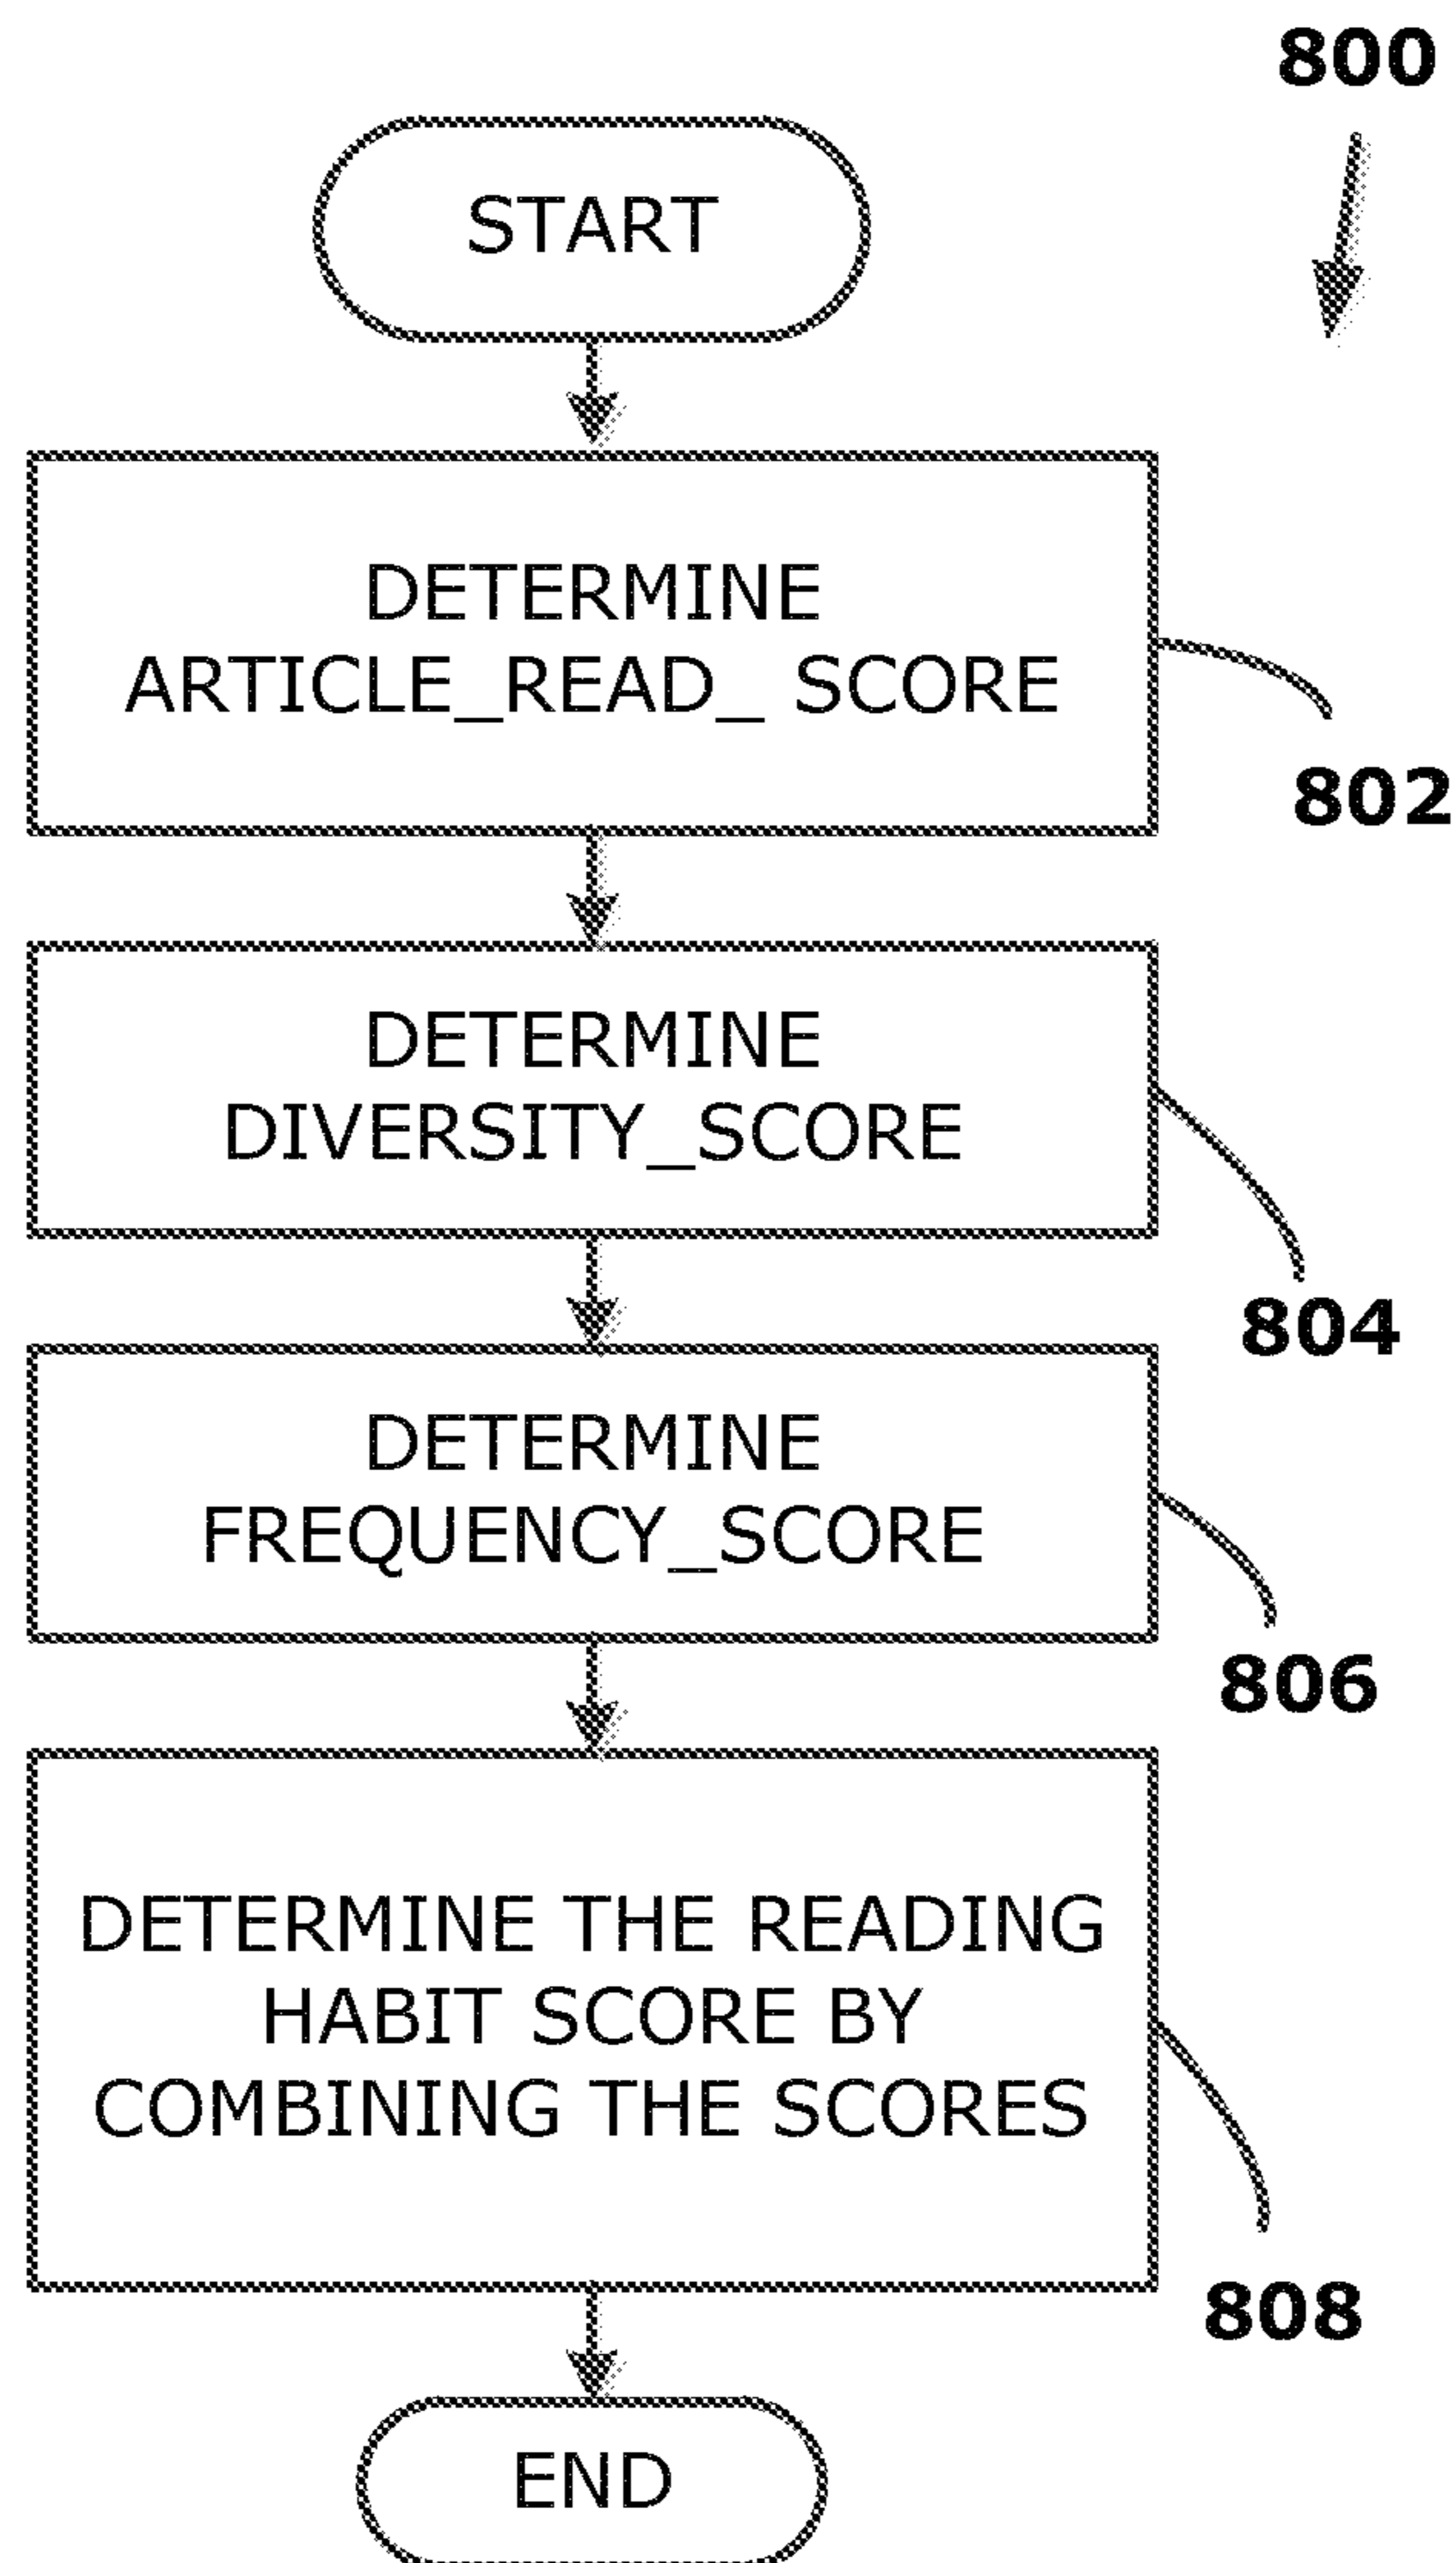 800
START
DETERMINE
ARTICLE_READ_ SCORE
802
DETERMINE
DIVERSITY_SCORE
804
DETERMINE
FREQUENCY_SCORE
806
DETERMINE THE READING
HABIT SCORE BY
COMBINING THE SCORES
808
END